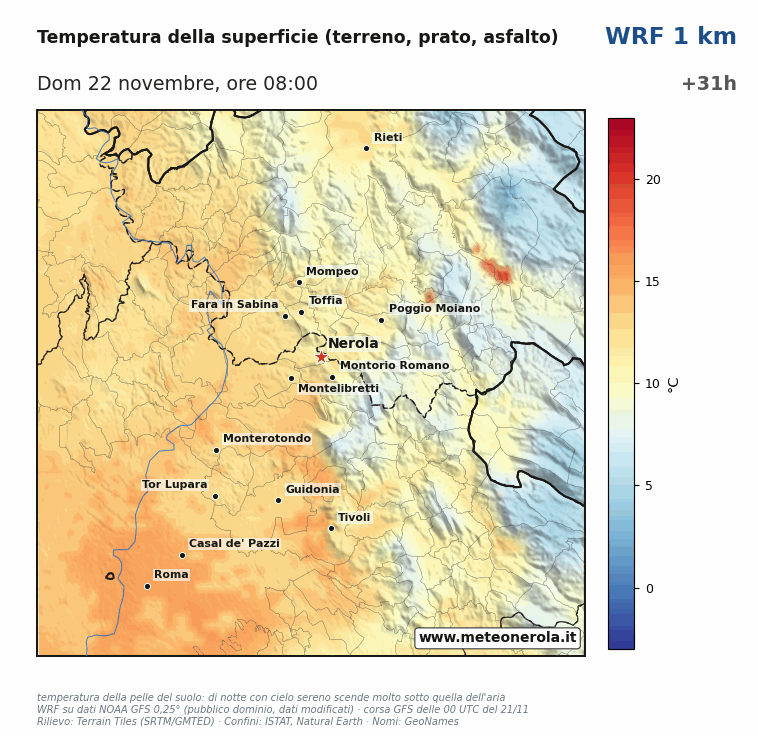 Temperatura della superficie (terreno, prato, asfalto)
WRF 1 km
Dom 22 novembre, ore 08:00
+31h
Rieti
Mompeo
Toffia
Fara in Sabina
Poggio Moiano
Nerola
Montorio Romano
Montelibretti
Monterotondo
Tor Lupara
Guidonia
Tivoli
Casal de' Pazzi
Roma
www.meteonerola.it
20
15
10
5
0
°C
temperatura della pelle del suolo: di notte con cielo sereno scende molto sotto quella dell'aria
WRF su dati NOAA GFS 0,25° (pubblico dominio, dati modificati) · corsa GFS delle 00 UTC del 21/11
Rilievo: Terrain Tiles (SRTM/GMTED) · Confini: ISTAT, Natural Earth · Nomi: GeoNames